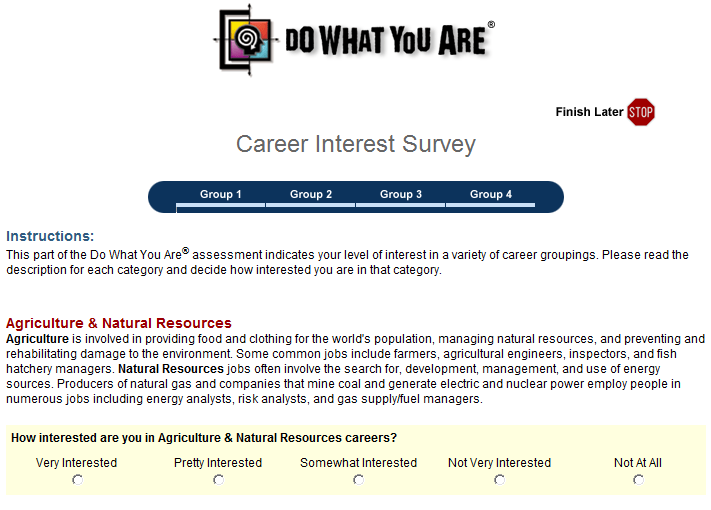 DO WHAT YOU ARE®
Finish Later STOP
Career Interest Survey
Group 1 Group 2 Group 3 Group 4
Instructions:
This part of the Do What You Are® assessment indicates your level of interest in a variety of career groupings. Please read the
description for each category and decide how interested you are in that category.
Agriculture & Natural Resources
Agriculture is involved in providing food and clothing for the world's population, managing natural resources, and preventing and
rehabilitating damage to the environment. Some common jobs include farmers, agricultural engineers, inspectors, and fish
hatchery managers. Natural Resources jobs often involve the search for, development, management, and use of energy
sources. Producers of natural gas and companies that mine coal and generate electric and nuclear power employ people in
numerous jobs including energy analysts, risk analysts, and gas supply/fuel managers.
How interested are you in Agriculture & Natural Resources careers?
Very Interested Pretty Interested Somewhat Interested Not Very Interested Not At All